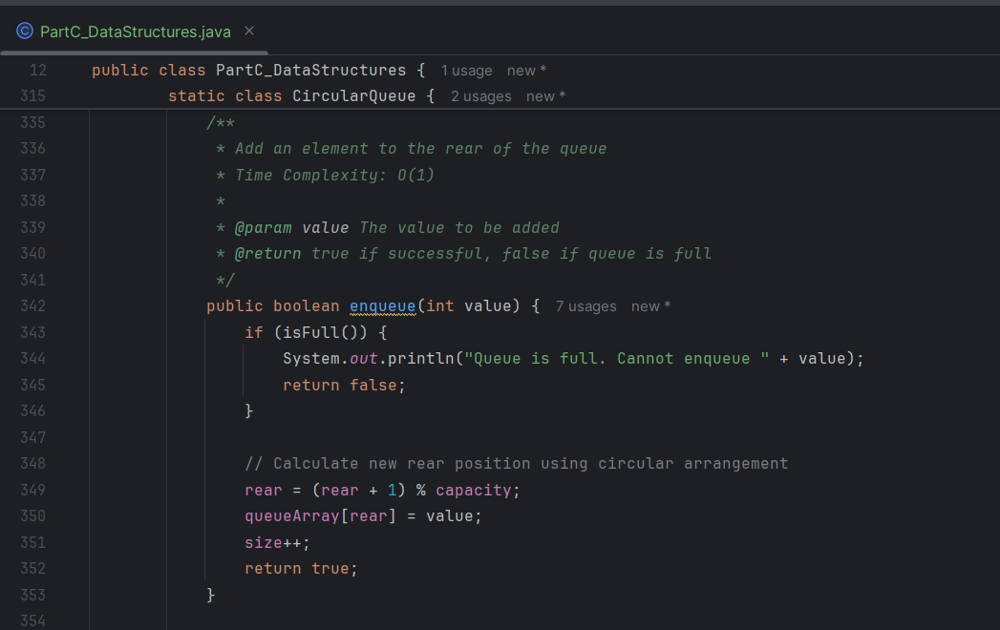 PartC_DataStructures.java
12 public class PartC_DataStructures { 1 usage new *
315 static class CircularQueue { 2 usages new *
335 /**
336 * Add an element to the rear of the queue
337 * Time Complexity: O(1)
338 *
339 * @param value The value to be added
340 * @return true if successful, false if queue is full
341 */
342 public boolean enqueue(int value) { 7 usages new *
343 if (isFull()) {
344 System.out.println("Queue is full. Cannot enqueue " + value);
345 return false;
346 }
347
348 // Calculate new rear position using circular arrangement
349 rear = (rear + 1) % capacity;
350 queueArray[rear] = value;
351 size++;
352 return true;
353 }
354